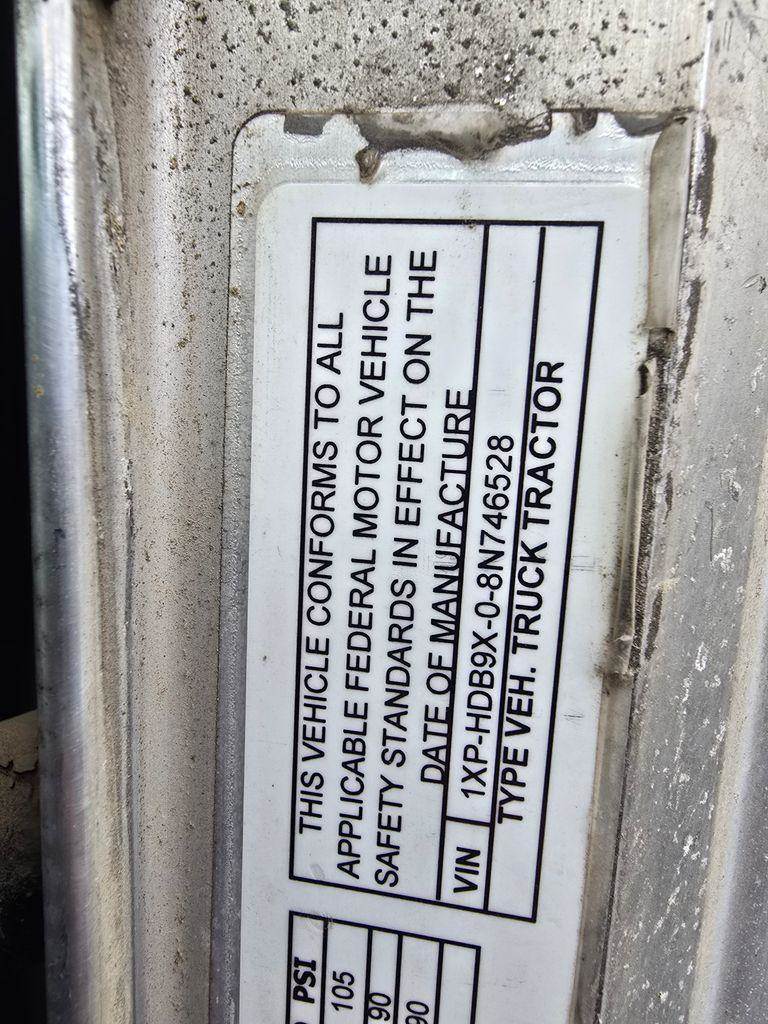 THIS VEHICLE CONFORMS TO ALL
APPLICABLE FEDERAL MOTOR VEHICLE
SAFETY STANDARDS IN EFFECT ON THE
DATE OF MANUFACTURE
VIN 1XP-HDB9X-0-8N746528
TYPE VEH. TRUCK TRACTOR
PSI
105
90
90